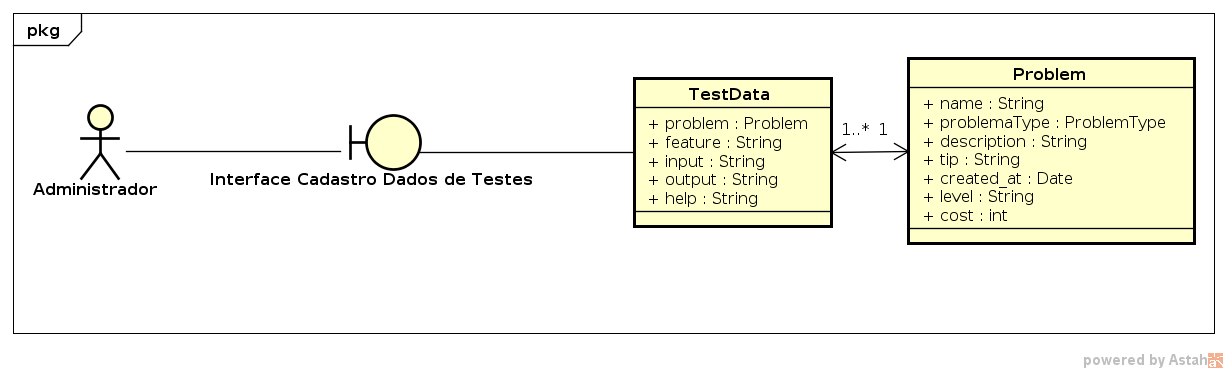 pkg
Administrador
Interface Cadastro Dados de Testes
TestData
+ problem : Problem
+ feature : String
+ input : String
+ output : String
+ help : String
1..* 1
Problem
+ name : String
+ problemaType : ProblemType
+ description : String
+ tip : String
+ created_at : Date
+ level : String
+ cost : int
powered by Astah